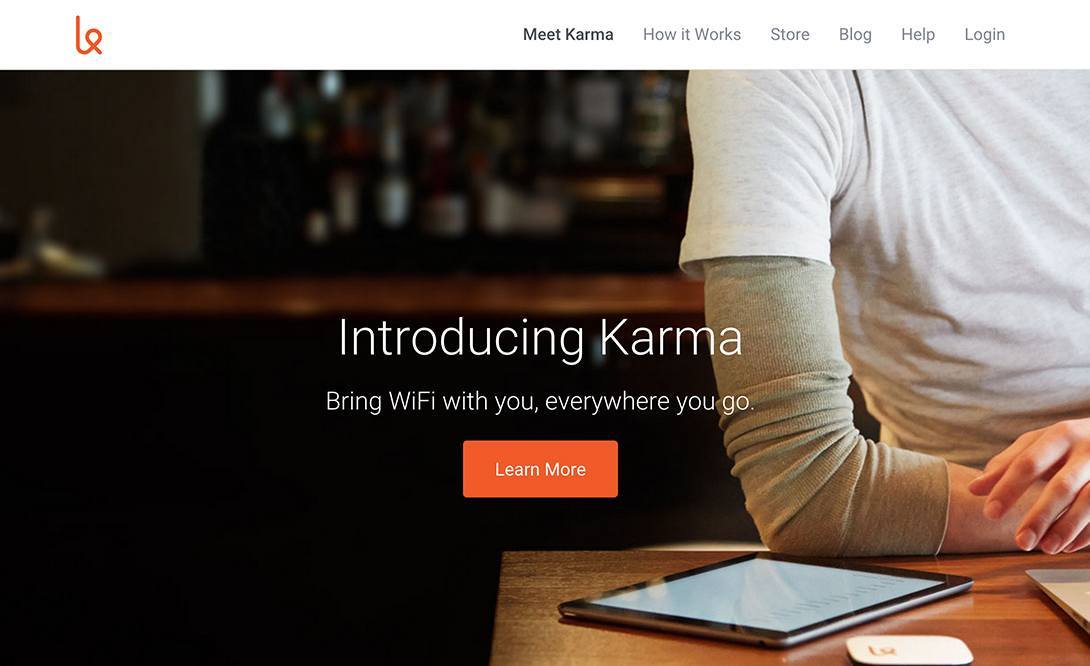 Meet Karma How it Works Store Blog Help Login
Introducing Karma
Bring WiFi with you, everywhere you go.
Learn More